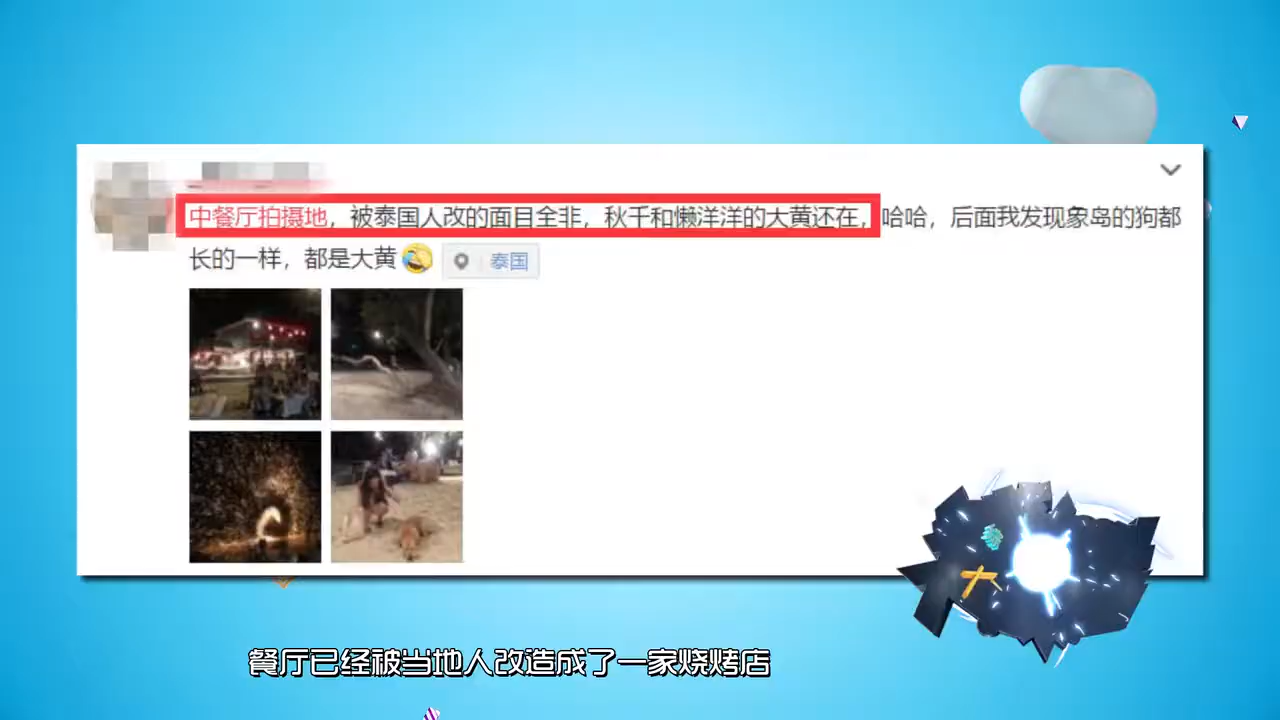 中餐厅拍摄地，被泰国人改的面目全非，秋千和懒洋洋的大黄还在，哈哈，后面我发现象岛的狗都
长的一样，都是大黄 泰国
餐厅已经被当地人改造成了一家烧烤店